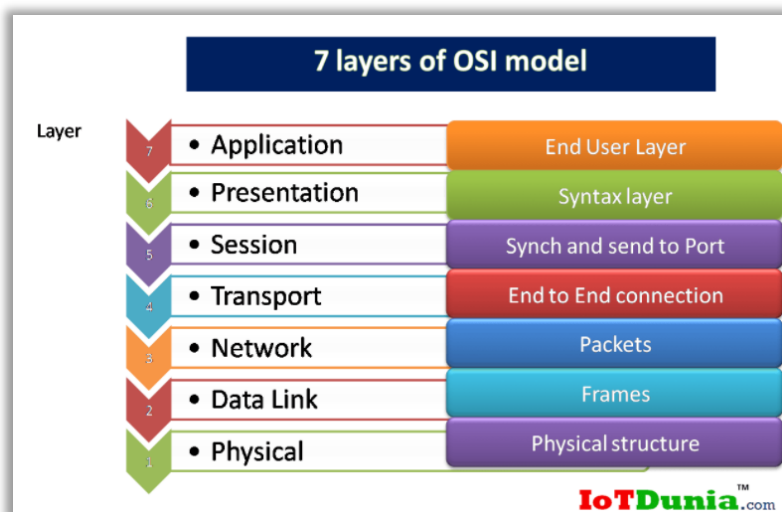 7 layers of OSI model
Layer
7 • Application End User Layer
6 • Presentation Syntax layer
5 • Session Synch and send to Port
4 • Transport End to End connection
3 • Network Packets
2 • Data Link Frames
1 • Physical Physical structure
IoTDunia.com™